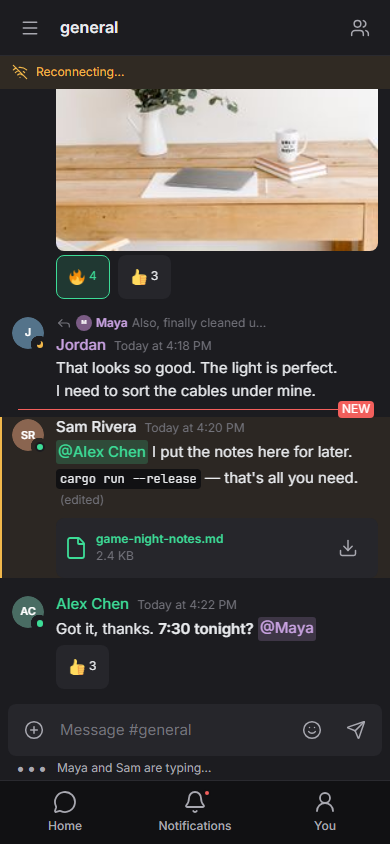 general
Reconnecting...
🔥 4 👍 3
M Maya Also, finally cleaned u...
J Jordan Today at 4:18 PM
That looks so good. The light is perfect.
I need to sort the cables under mine.
NEW
SR Sam Rivera Today at 4:20 PM
@Alex Chen I put the notes here for later.
cargo run --release — that's all you need.
(edited)
game-night-notes.md
2.4 KB
AC Alex Chen Today at 4:22 PM
Got it, thanks. 7:30 tonight? @Maya
👍 3
Message #general
Maya and Sam are typing...
Home Notifications You